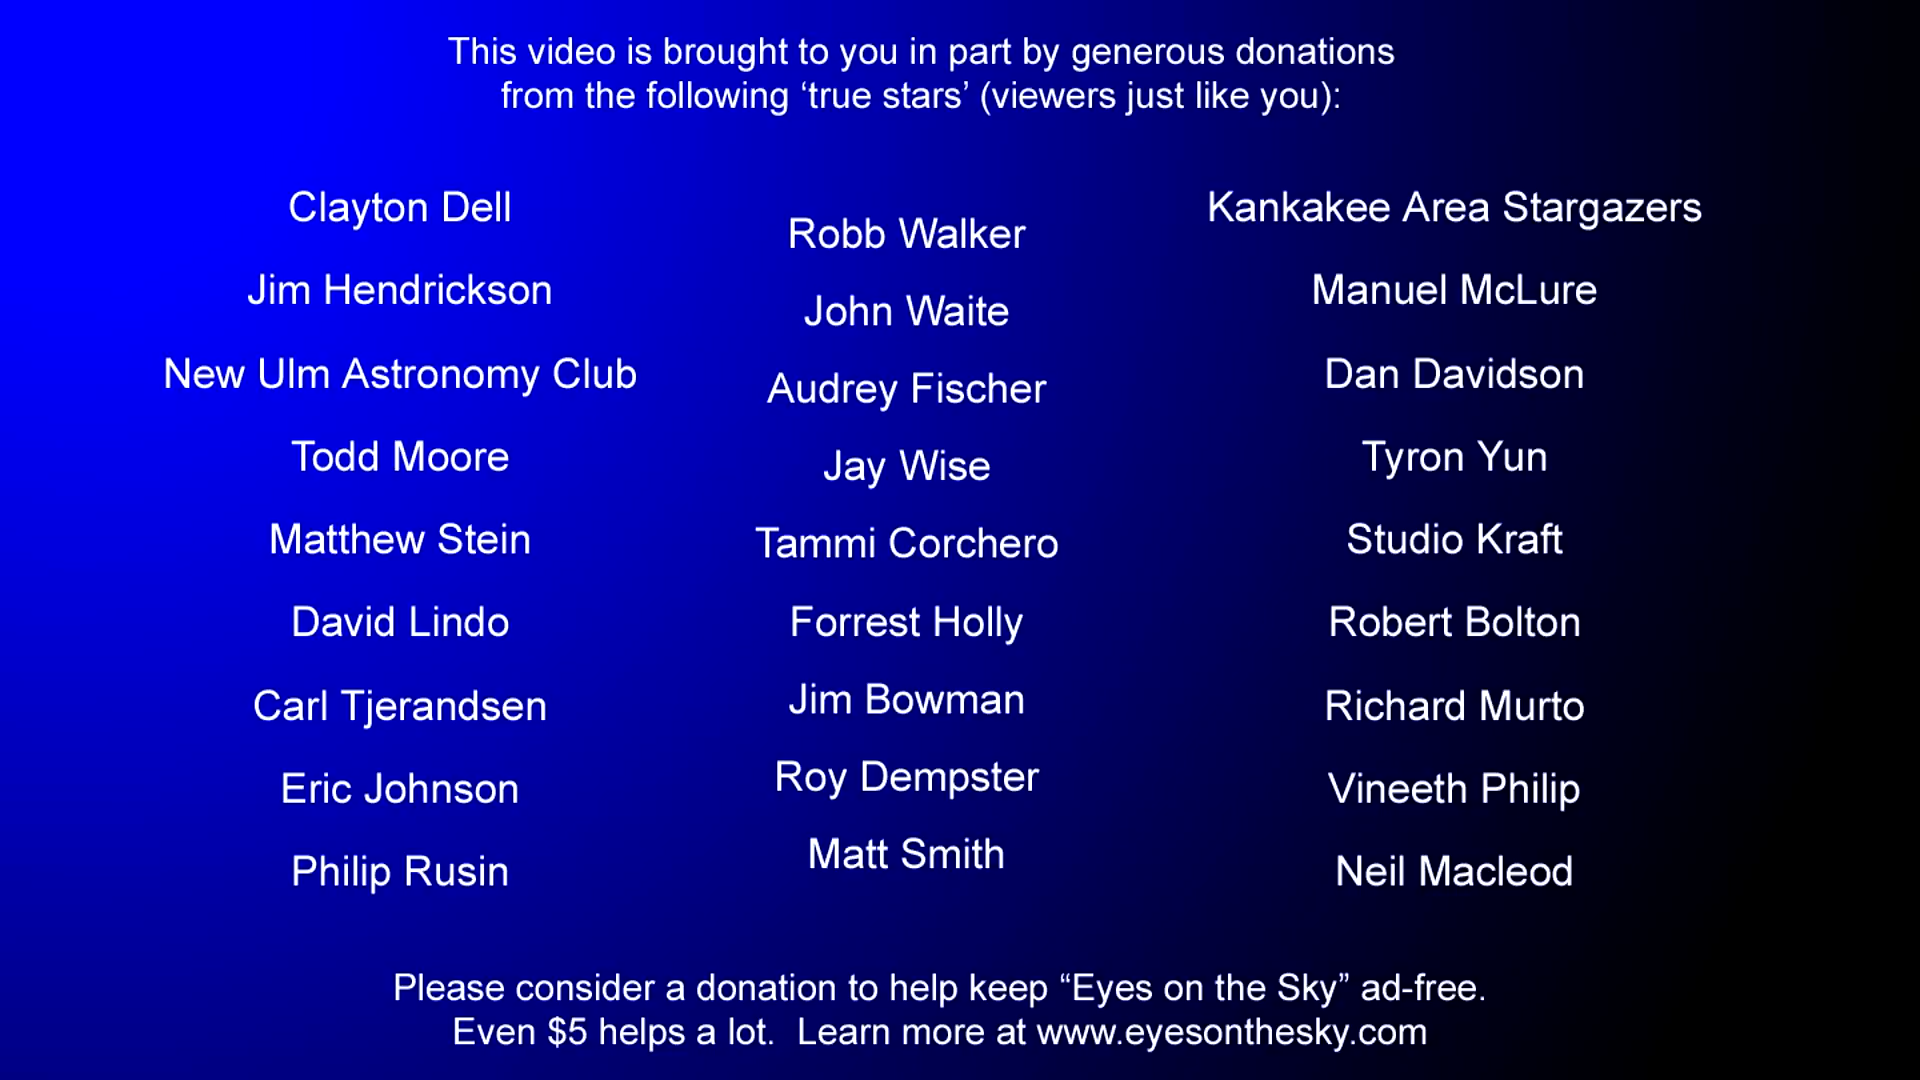 This video is brought to you in part by generous donations
from the following ‘true stars’ (viewers just like you):
Clayton Dell
Jim Hendrickson
New Ulm Astronomy Club
Todd Moore
Matthew Stein
David Lindo
Carl Tjerandsen
Eric Johnson
Philip Rusin
Robb Walker
John Waite
Audrey Fischer
Jay Wise
Tammi Corchero
Forrest Holly
Jim Bowman
Roy Dempster
Matt Smith
Kankakee Area Stargazers
Manuel McLure
Dan Davidson
Tyron Yun
Studio Kraft
Robert Bolton
Richard Murto
Vineeth Philip
Neil Macleod
Please consider a donation to help keep “Eyes on the Sky” ad-free.
Even $5 helps a lot.  Learn more at www.eyesonthesky.com